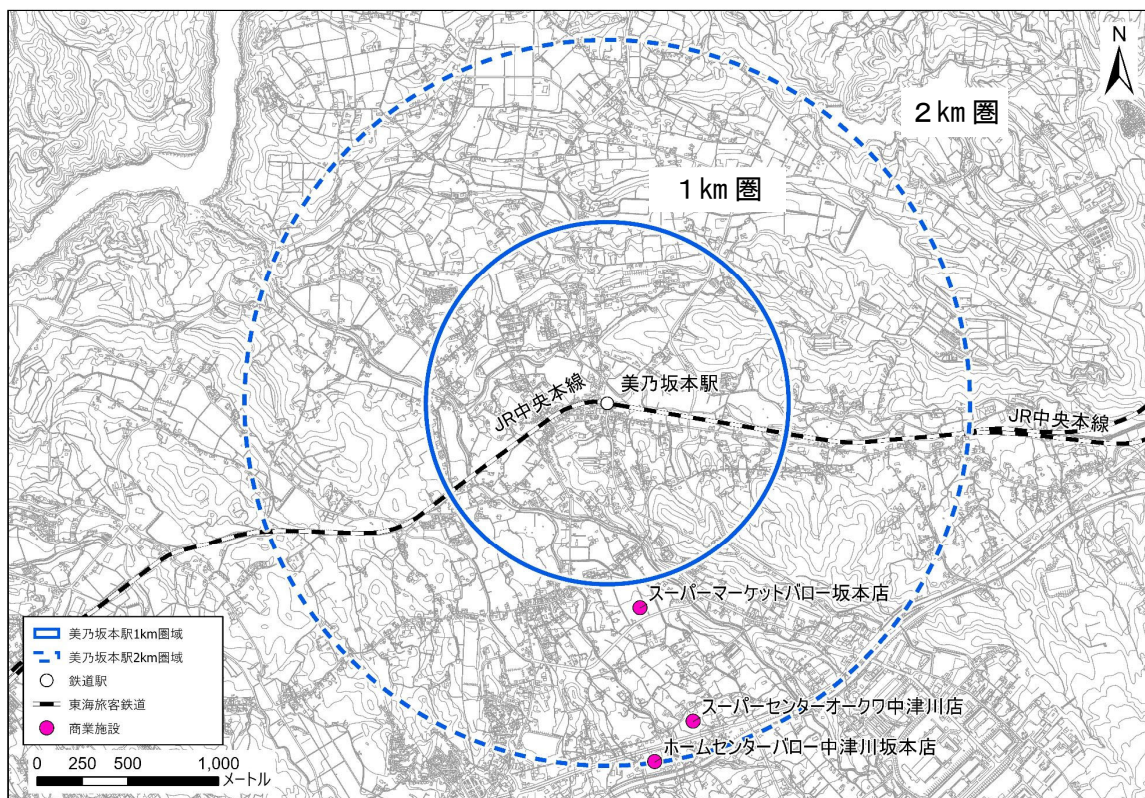 N
2km圏
1km圏
美乃坂本駅
JR中央本線
JR中央本線
スーパーマーケットバロー坂本店
スーパーセンターオークワ中津川店
ホームセンターバロー中津川坂本店
美乃坂本駅1km圏域
美乃坂本駅2km圏域
鉄道駅
東海旅客鉄道
商業施設
0 250 500 1,000
メートル